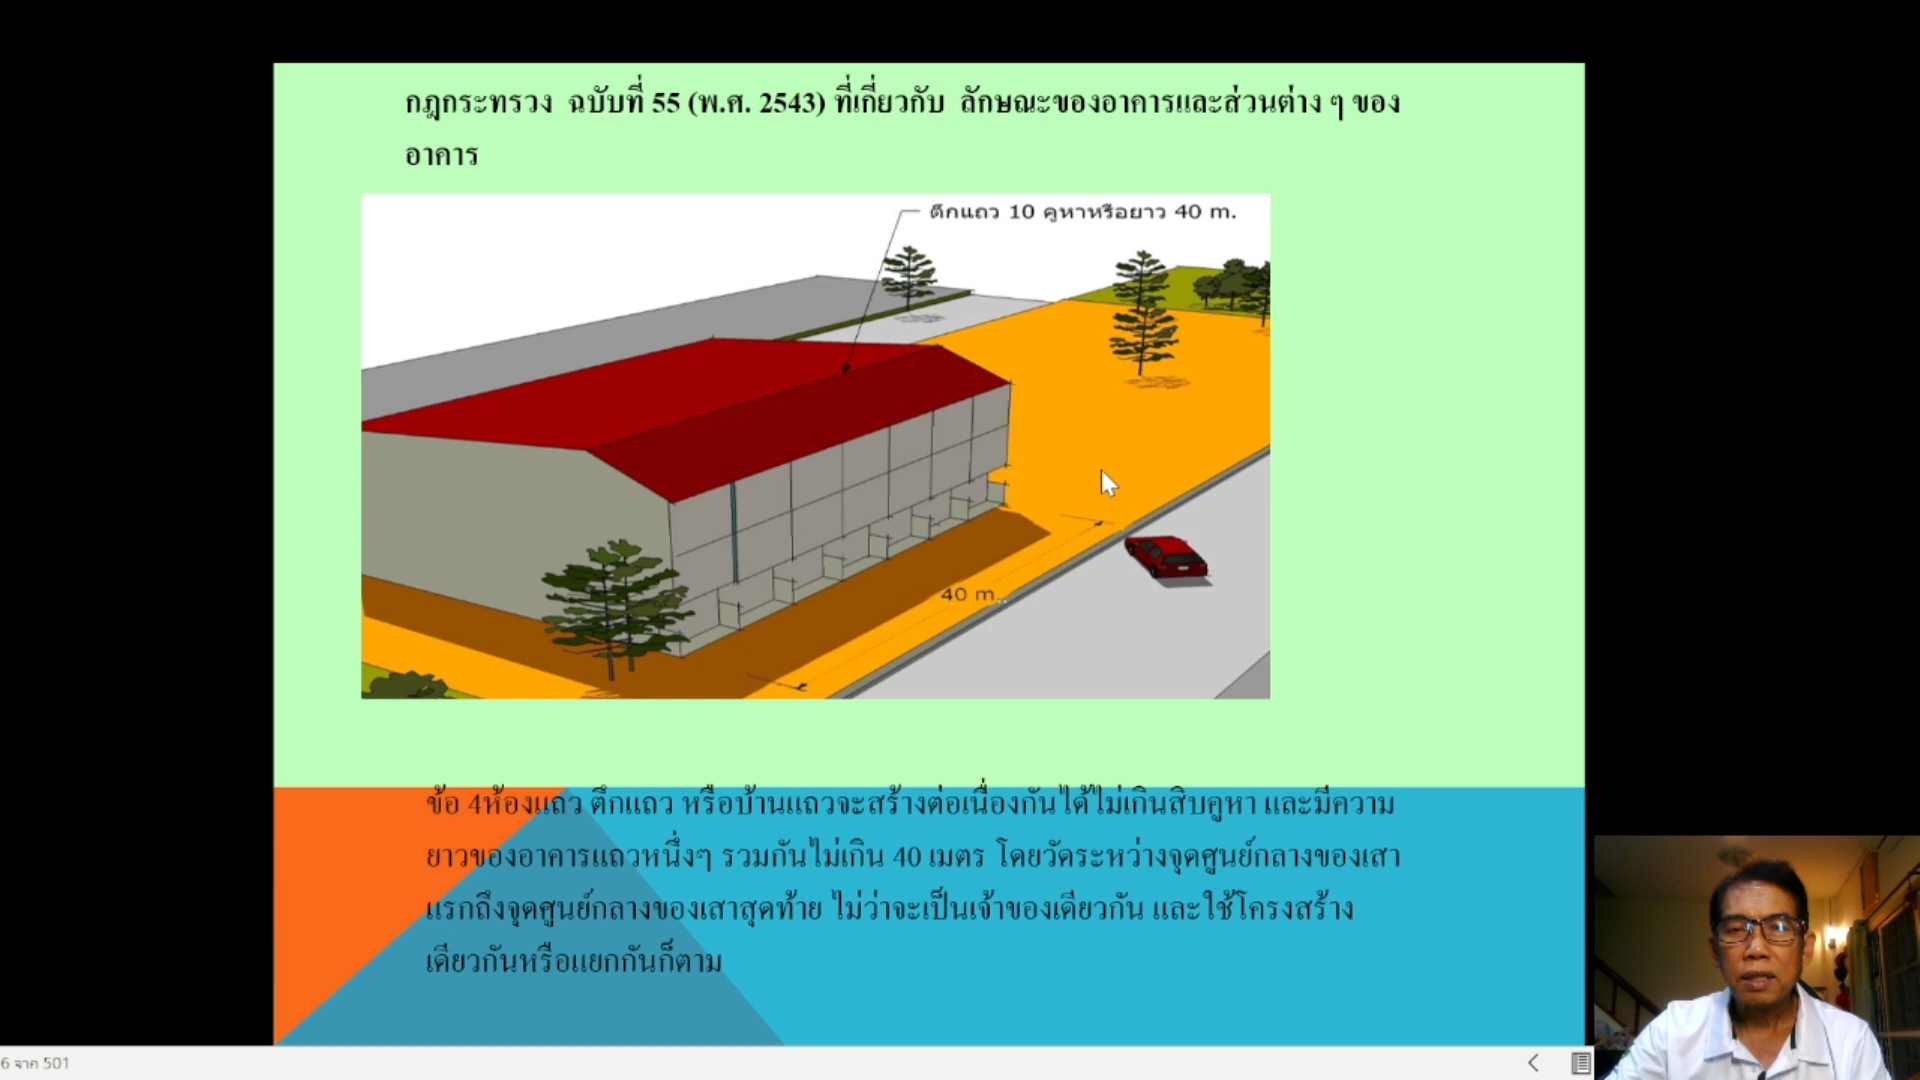 กฎกระทรวง ฉบับที่ 55 (พ.ศ. 2543) ที่เกี่ยวกับ ลักษณะของอาคารและส่วนต่าง ๆ ของ
อาคาร
ตึกแถว 10 คูหาหรือยาว 40 m.
40 m.
ข้อ 4ห้องแถว ตึกแถว หรือบ้านแถวจะสร้างต่อเนื่องกันได้ไม่เกินสิบคูหา และมีความ
ยาวของอาคารแถวหนึ่งๆ รวมกันไม่เกิน 40 เมตร โดยวัดระหว่างจุดศูนย์กลางของเสา
แรกถึงจุดศูนย์กลางของเสาสุดท้าย ไม่ว่าจะเป็นเจ้าของเดียวกัน และใช้โครงสร้าง
เดียวกันหรือแยกกันก็ตาม
6 จาก 501